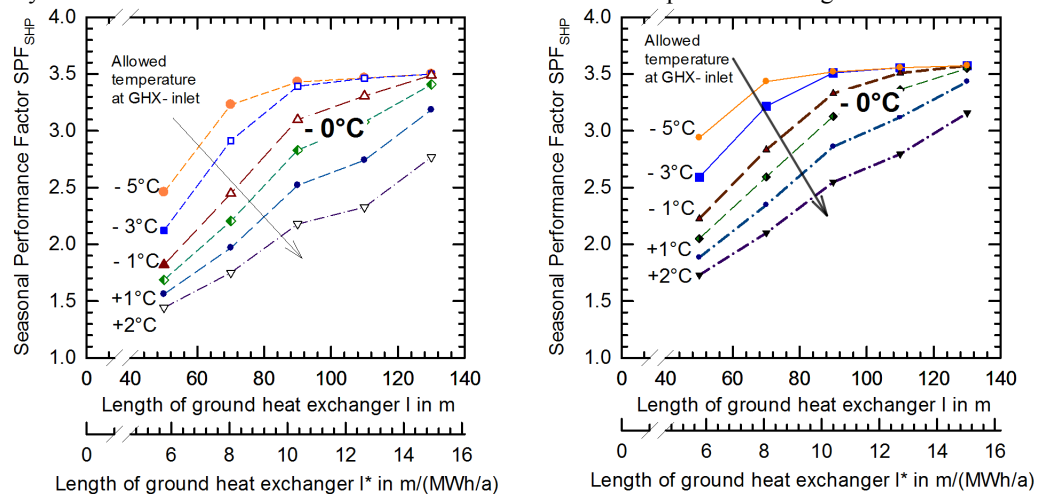 4.0
3.5
3.0
2.5
2.0
1.5
1.0
Seasonal Performance Factor SPF_SHP
Allowed
temperature
at GHX- inlet
- 0°C
- 5°C
- 3°C
- 1°C
+1°C
+2°C
0 40 60 80 100 120 140
Length of ground heat exchanger l in m
0 6 8 10 12 14 16
Length of ground heat exchanger l* in m/(MWh/a)
4.0
3.5
3.0
2.5
2.0
1.5
1.0
Seasonal Performance Factor SPF_SHP
Allowed
temperature
at GHX- inlet
- 0°C
- 5°C
- 3°C
- 1°C
+1°C
+2°C
0 40 60 80 100 120 140
Length of ground heat exchanger l in m
0 6 8 10 12 14 16
Length of ground heat exchanger l* in m/(MWh/a)